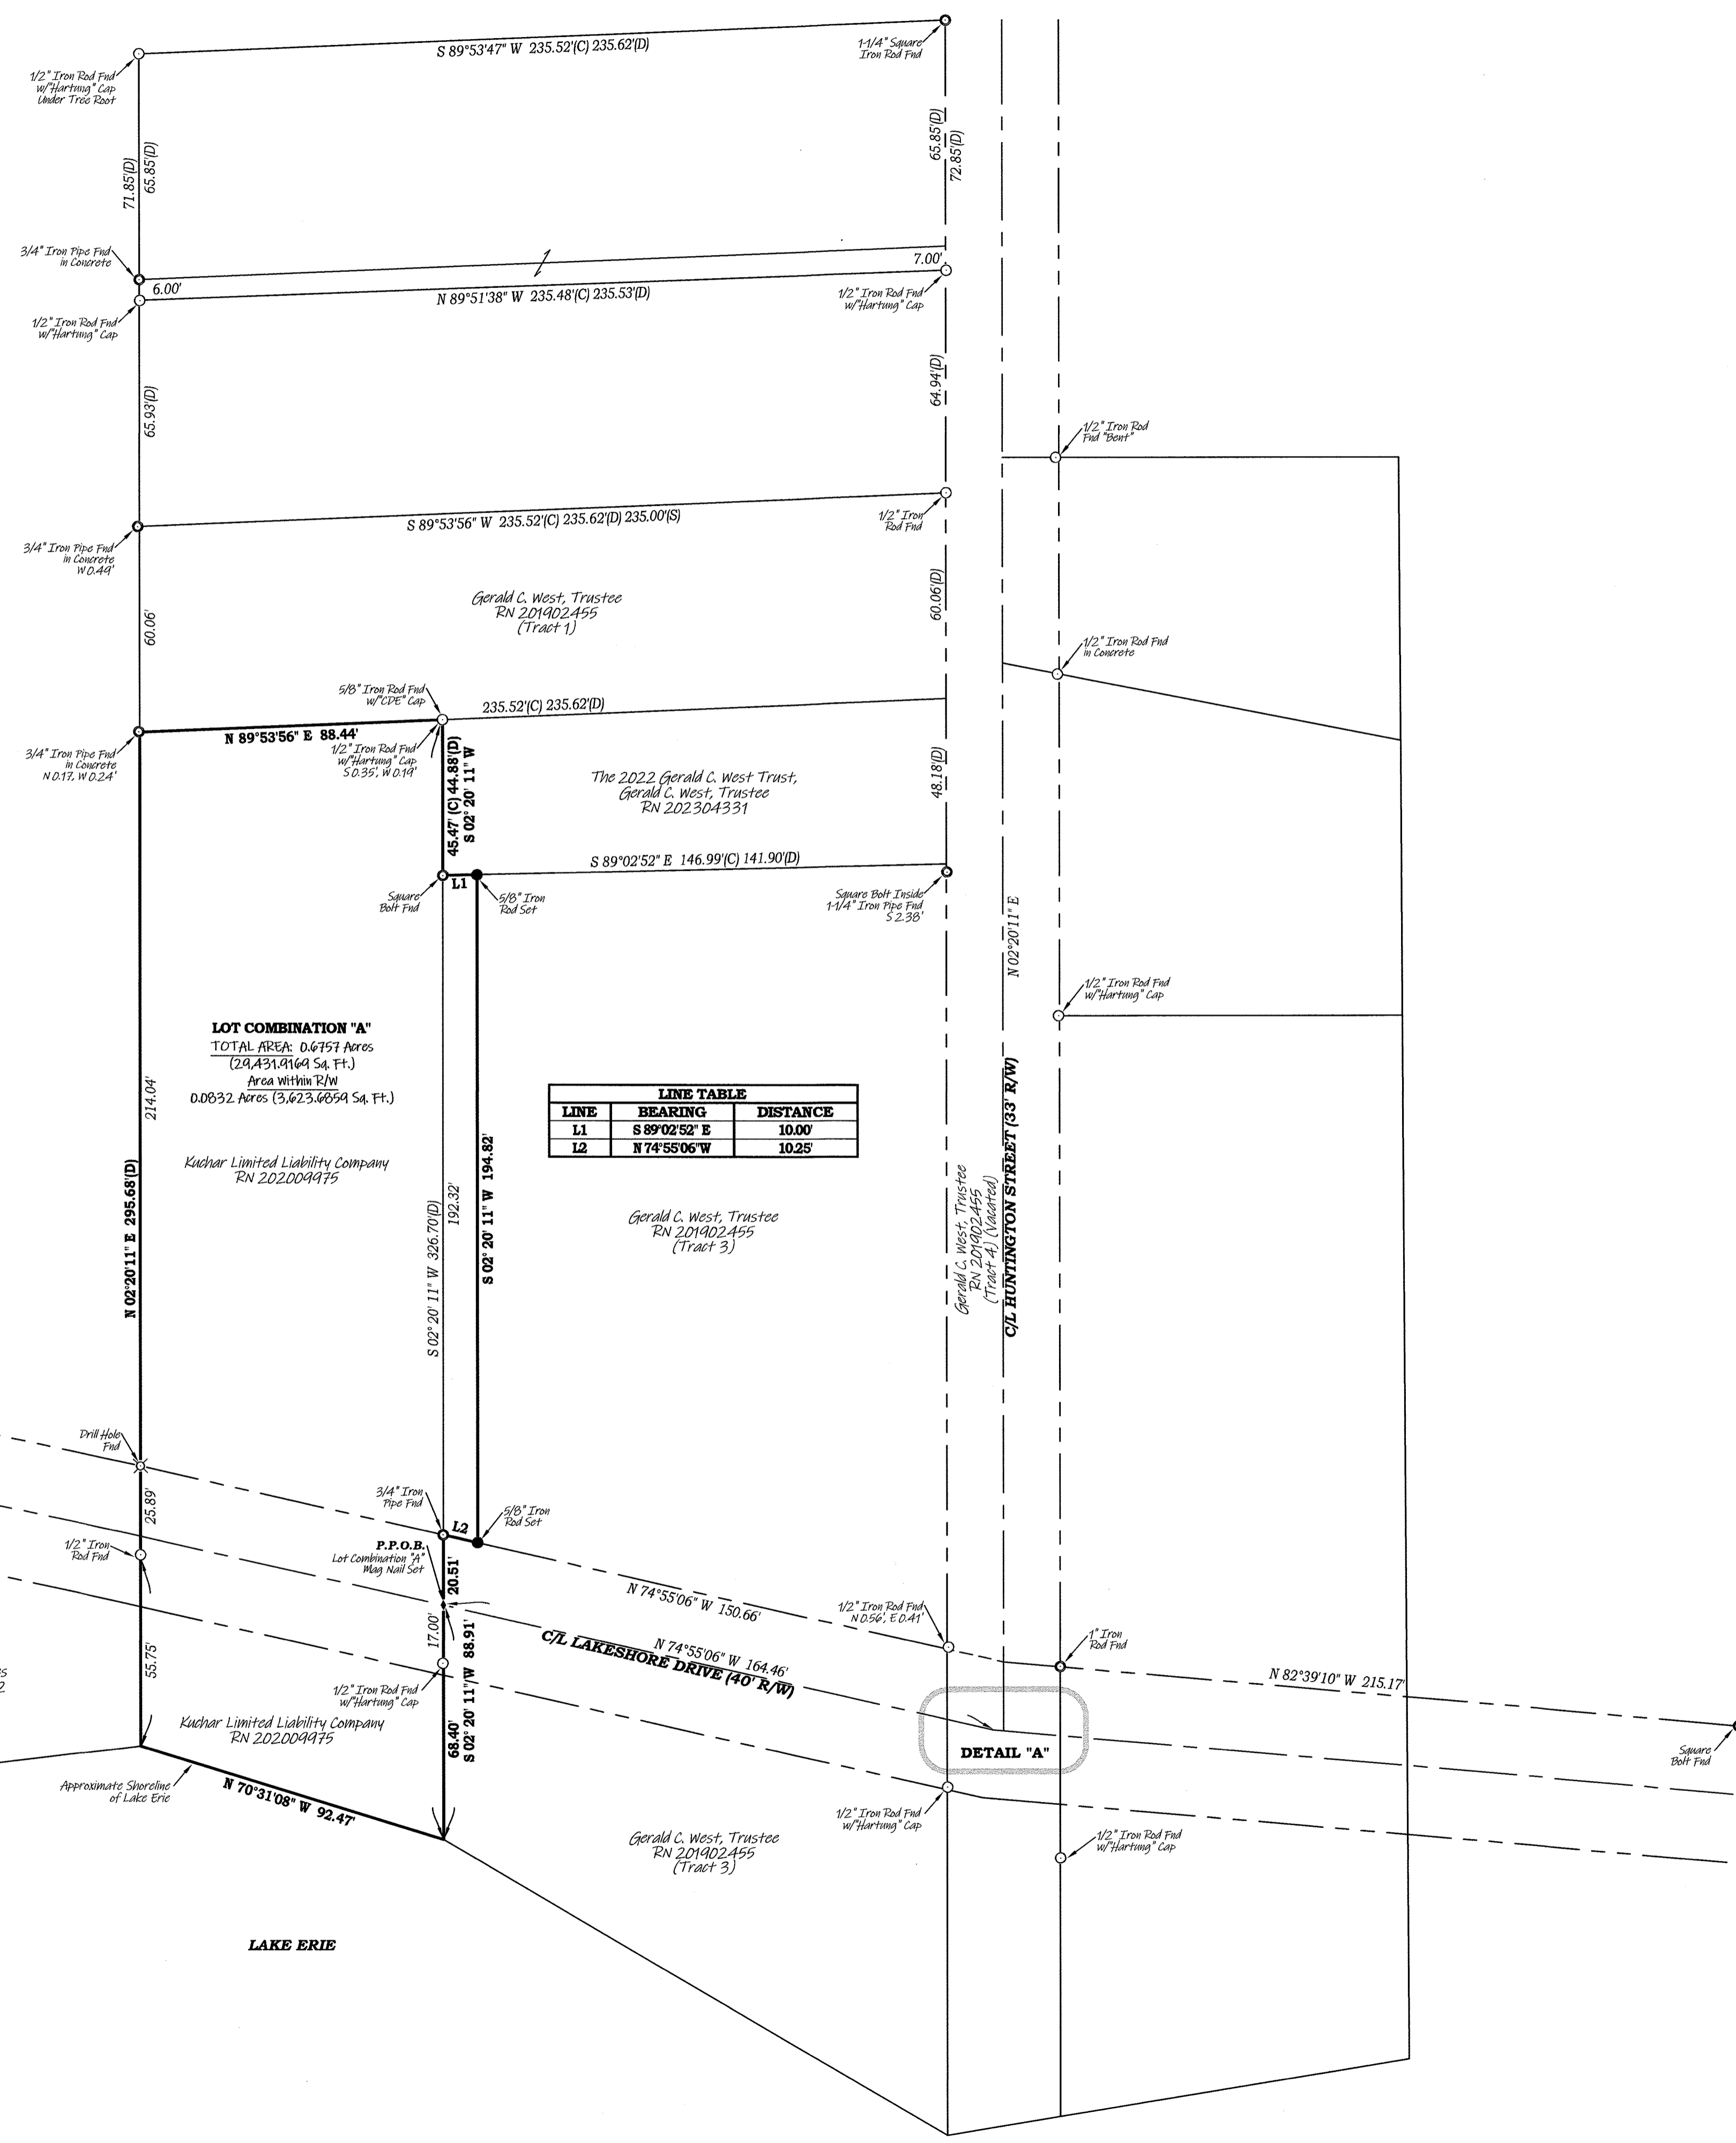 S 89°53'47" W 235.52'(C) 235.62'(D)
1-1/4" Square
Iron Rod Fnd
1/2" Iron Rod Fnd
w/"Hartung" Cap
Under Tree Root
71.85'(D)
65.85'(D)
65.85'(D)
72.85'(D)
3/4" Iron Pipe Fnd
in Concrete
6.00'
7.00'
N 89°51'38" W 235.48'(C) 235.53'(D)
1/2" Iron Rod Fnd
w/"Hartung" Cap
1/2" Iron Rod Fnd
w/"Hartung" Cap
65.93'(D)
64.94'(D)
1/2" Iron Rod
Fnd "Bent"
S 89°53'56" W 235.52'(C) 235.62'(D) 235.00'(S)
1/2" Iron
Rod Fnd
3/4" Iron Pipe Fnd
in Concrete
W 0.49'
60.06'
Gerald C. West, Trustee
RN 201902455
(Tract 1)
60.06'(D)
1/2" Iron Rod Fnd
in Concrete
5/8" Iron Rod Fnd
w/"CDE" Cap
235.52'(C) 235.62'(D)
N 89°53'56" E 88.44'
3/4" Iron Pipe Fnd
in Concrete
N 0.17, W 0.24'
1/2" Iron Rod Fnd
w/"Hartung" Cap
S 0.35', W 0.19'
45.47' (C) 44.88'(D)
S 02° 20' 11" W
The 2022 Gerald C. West Trust,
Gerald C. West, Trustee
RN 202304331
48.18'(D)
S 89°02'52" E 146.99'(C) 141.90'(D)
L1
Square
Bolt Fnd
5/8" Iron
Rod Set
Square Bolt Inside
1-1/4" Iron Pipe Fnd
S 2.38'
N 02°20'11" E
1/2" Iron Rod Fnd
w/"Hartung" Cap
LOT COMBINATION "A"
TOTAL AREA: 0.6757 Acres
(29,431.9169 Sq. Ft.)
Area Within R/W
0.0832 Acres (3,623.6859 Sq. Ft.)
214.04'
N 02°20'11" E 295.68'(D)
Kuchar Limited Liability Company
RN 202009975
S 02° 20' 11" W 326.70'(D)
192.32'
S 02° 20' 11" W 194.82'
LINE TABLE
LINE BEARING DISTANCE
L1 S 89°02'52" E 10.00'
L2 N 74°55'06"W 10.25'
Gerald C. West, Trustee
RN 201902455
(Tract 3)
Gerald C. West, Trustee
RN 201902455
(Tract 4) (Vacated)
C/L HUNTINGTON STREET (33' R/W)
Drill Hole
Fnd
25.89'
3/4" Iron
Pipe Fnd
L2
5/8" Iron
Rod Set
1/2" Iron
Rod Fnd
P.P.O.B.
Lot Combination "A"
Mag Nail Set
20.51'
N 74°55'06" W 150.66'
1/2" Iron Rod Fnd
N 0.56', E 0.41'
1" Iron
Rod Fnd
17.00'
N 74°55'06" W 164.46'
C/L LAKESHORE DRIVE (40' R/W)
N 82°39'10" W 215.17'
55.75'
1/2" Iron Rod Fnd
w/"Hartung" Cap
68.40'
S 02° 20' 11" W 88.91'
Kuchar Limited Liability Company
RN 202009975
DETAIL "A"
Square
Bolt Fnd
Approximate Shoreline
of Lake Erie
N 70°31'08" W 92.47'
1/2" Iron Rod Fnd
w/"Hartung" Cap
Gerald C. West, Trustee
RN 201902455
(Tract 3)
1/2" Iron Rod Fnd
w/"Hartung" Cap
LAKE ERIE